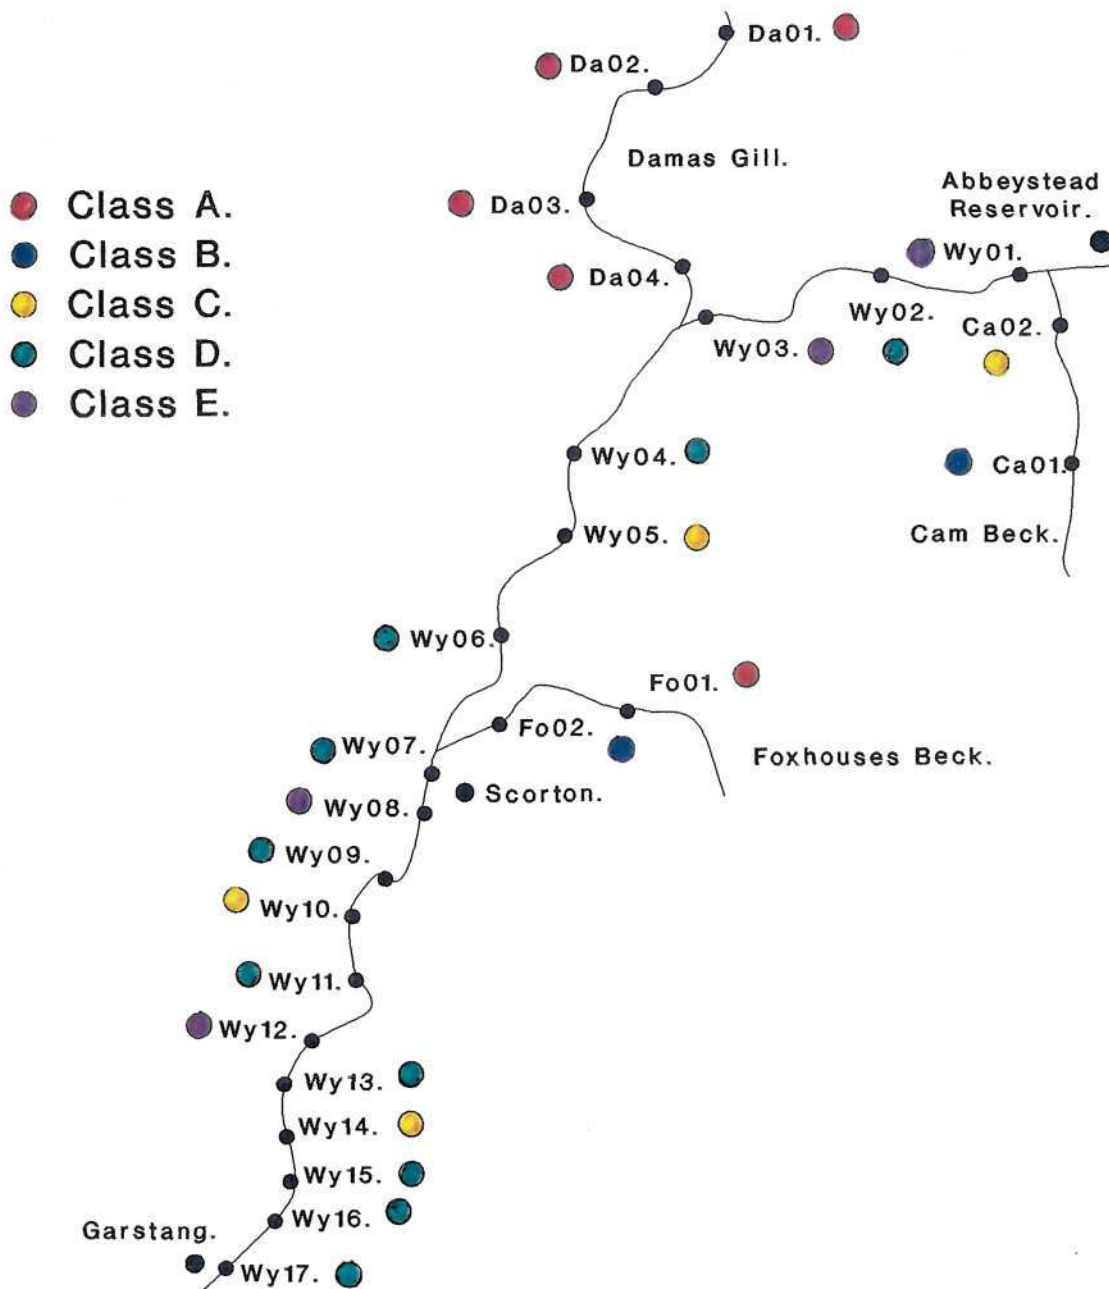 Da01.
Da02.
Damas Gill.
Abbeystead
Reservoir.
Class A.
Da03.
Class B.
Wy01.
Da04.
Class C.
Wy02.
Ca02.
Class D.
Wy03.
Class E.
Wy04.
Ca01.
Wy05.
Cam Beck.
Wy06.
Fo01.
Fo02.
Wy07.
Foxhouses Beck.
Scorton.
Wy08.
Wy09.
Wy10.
Wy11.
Wy12.
Wy13.
Wy14.
Wy15.
Wy16.
Garstang.
Wy17.